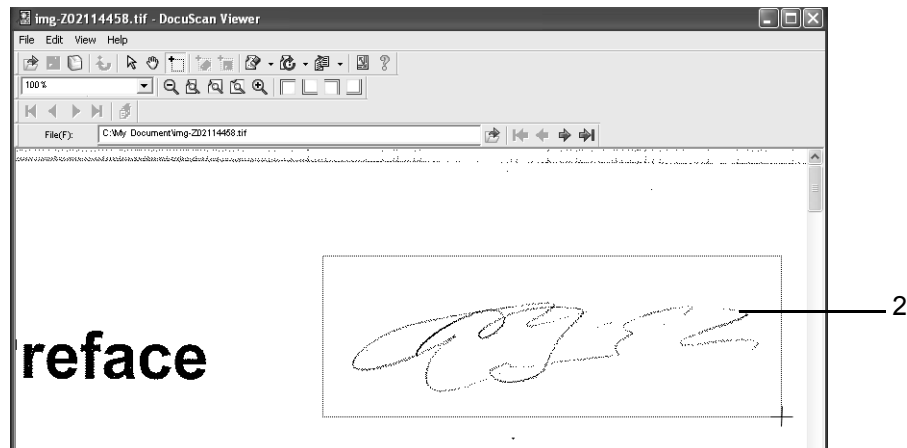 img-Z02114458.tif - DocuScan Viewer
File Edit View Help
100%
File(F): C:\My Document\img-Z02114458.tif
reface
2